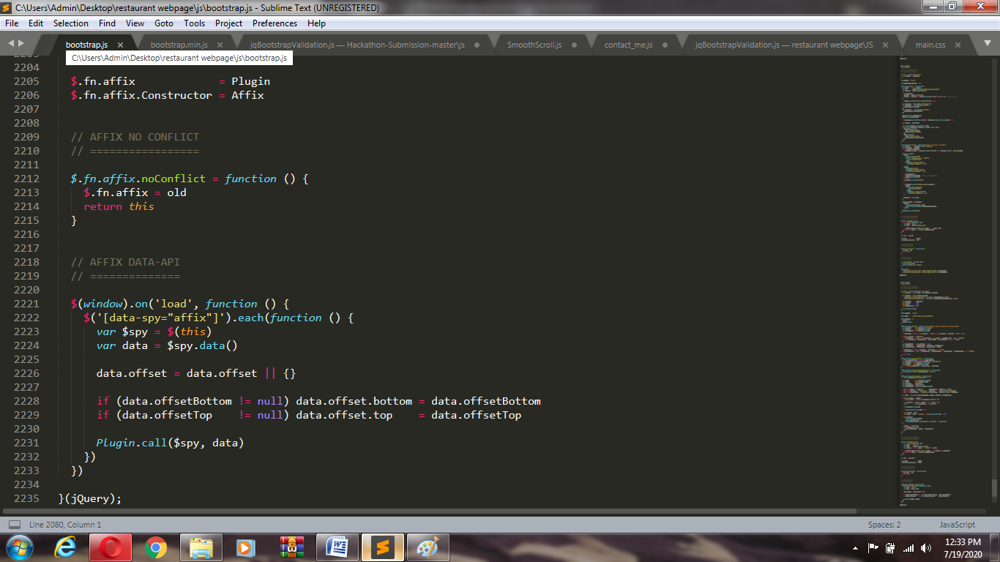 C:\Users\Admin\Desktop\restaurant webpage\js\bootstrap.js - Sublime Text (UNREGISTERED)
File Edit Selection Find View Goto Tools Project Preferences Help
bootstrap.js × bootstrap.min.js × jqBootstrapValidation.js — Hackathon-Submission-master\js SmoothScroll.js contact_me.js jqBootstrapValidation.js — restaurant webpage\JS × main.css ×
C:\Users\Admin\Desktop\restaurant webpage\js\bootstrap.js
2204
2205 $.fn.affix             = Plugin
2206 $.fn.affix.Constructor = Affix
2207
2208
2209 // AFFIX NO CONFLICT
2210 // =================
2211
2212 $.fn.affix.noConflict = function () {
2213   $.fn.affix = old
2214   return this
2215 }
2216
2217
2218 // AFFIX DATA-API
2219 // ==============
2220
2221 $(window).on('load', function () {
2222   $('[data-spy="affix"]').each(function () {
2223     var $spy = $(this)
2224     var data = $spy.data()
2225
2226     data.offset = data.offset || {}
2227
2228     if (data.offsetBottom != null) data.offset.bottom = data.offsetBottom
2229     if (data.offsetTop    != null) data.offset.top    = data.offsetTop
2230
2231     Plugin.call($spy, data)
2232   })
2233 })
2234
2235 }(jQuery);
Line 2080, Column 1 Spaces: 2 JavaScript
12:33 PM
7/19/2020